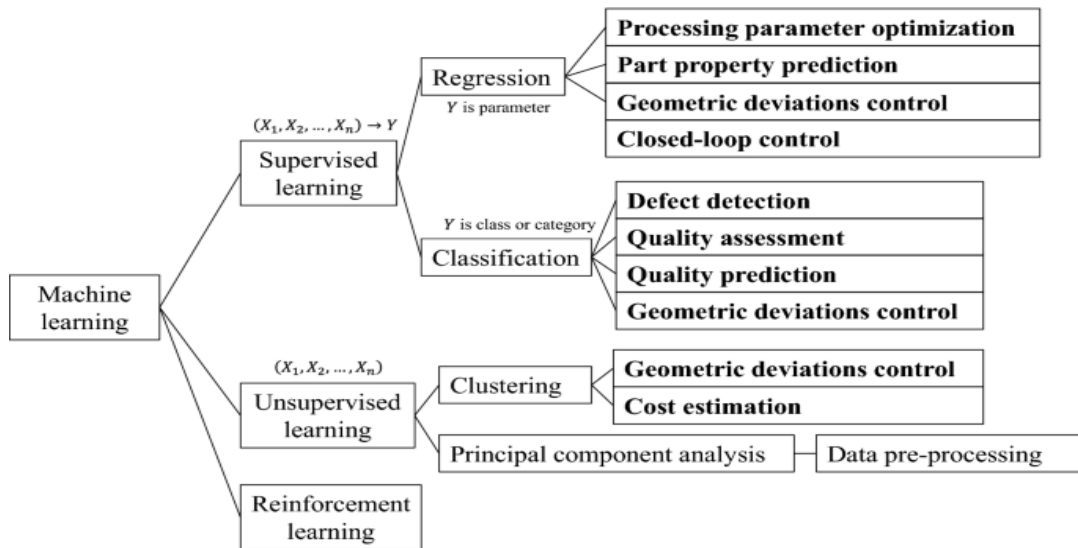 Machine
learning
(X₁, X₂, ..., Xₙ) → Y
Supervised
learning
Regression
Y is parameter
Processing parameter optimization
Part property prediction
Geometric deviations control
Closed-loop control
Y is class or category
Classification
Defect detection
Quality assessment
Quality prediction
Geometric deviations control
(X₁, X₂, ..., Xₙ)
Unsupervised
learning
Clustering
Geometric deviations control
Cost estimation
Principal component analysis
Data pre-processing
Reinforcement
learning